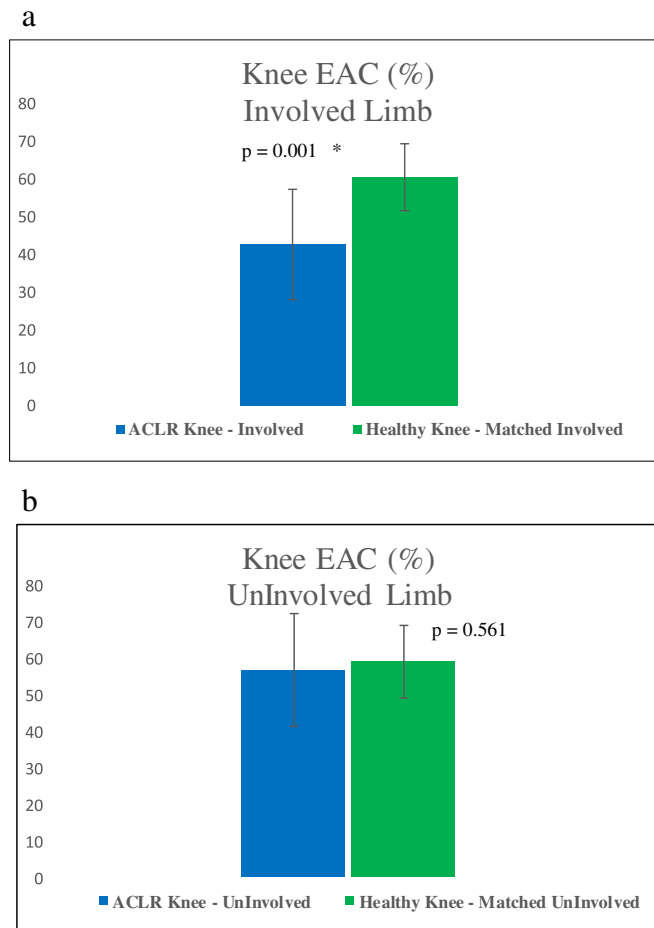 a
Knee EAC (%)
Involved Limb
p = 0.001 *
80
70
60
50
40
30
20
10
0
ACLR Knee - Involved
Healthy Knee - Matched Involved
b
Knee EAC (%)
UnInvolved Limb
p = 0.561
80
70
60
50
40
30
20
10
0
ACLR Knee - UnInvolved
Healthy Knee - Matched UnInvolved